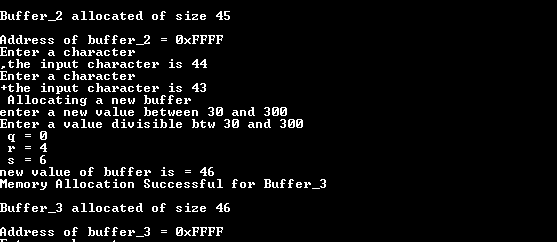 Buffer_2 allocated of size 45
Address of buffer_2 = 0xFFFF
Enter a character
,the input character is 44
Enter a character
+the input character is 43
Allocating a new buffer
enter a new value between 30 and 300
Enter a value divisible btw 30 and 300
q = 0
r = 4
s = 6
new value of buffer is = 46
Memory Allocation Successful for Buffer_3
Buffer_3 allocated of size 46
Address of buffer_3 = 0xFFFF